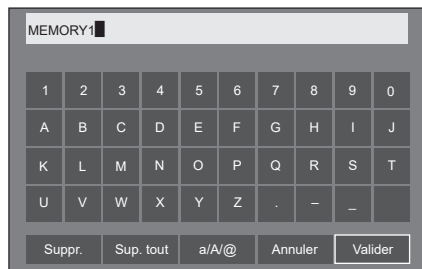 MEMORY1
1 2 3 4 5 6 7 8 9 0
A B C D E F G H I J
K L M N O P Q R S T
U V W X Y Z . – _
Suppr. Sup. tout a/A/@ Annuler Valider